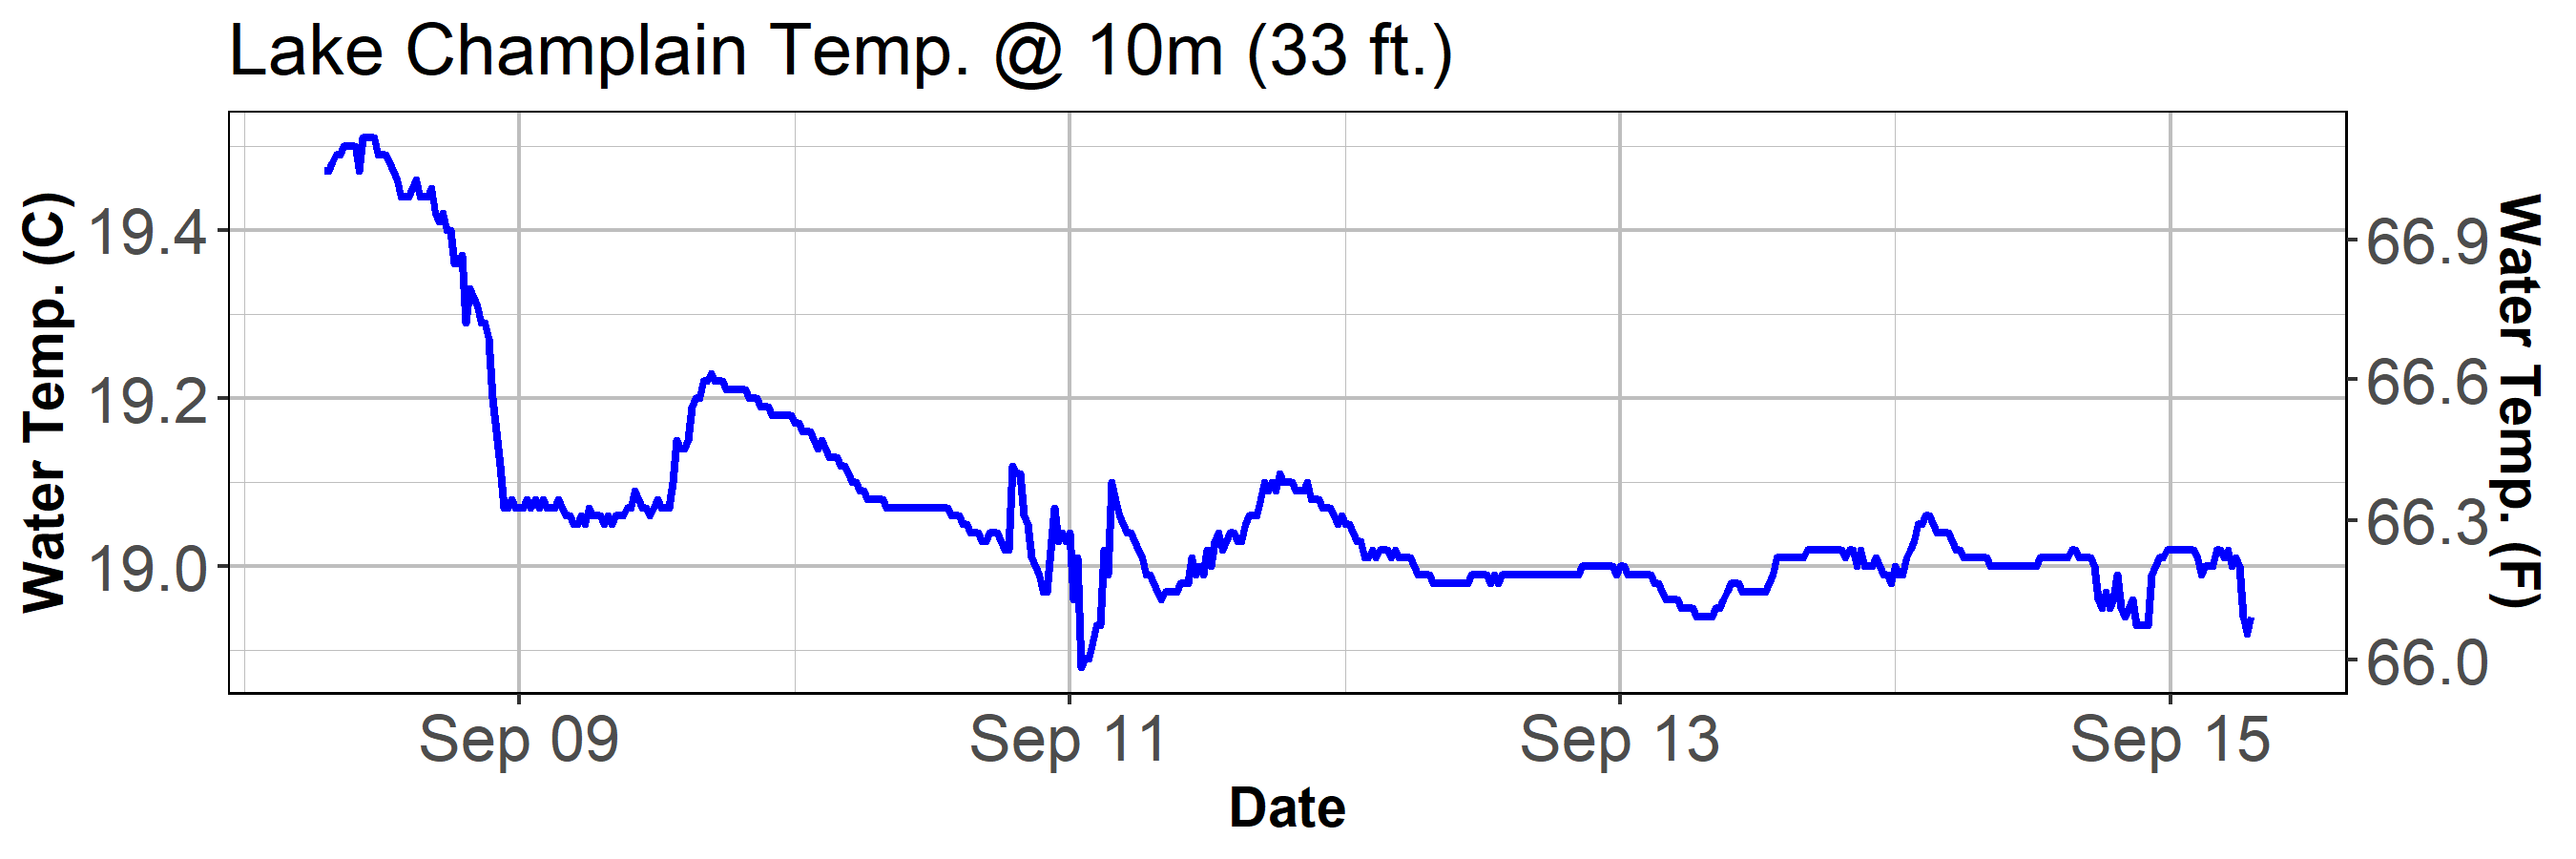 Lake Champlain Temp. @ 10m (33 ft.)
Water Temp. (C)
19.4
19.2
19.0
66.9
66.6
66.3
66.0
Water Temp. (F)
Sep 09
Sep 11
Sep 13
Sep 15
Date